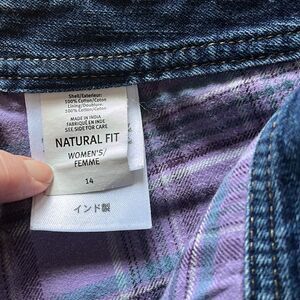 Shell/Exterieur:
100% Cotton/Coton
Lining/Doublure:
100% Cotton/Coton
MADE IN INDIA
FABRIQUÉ EN INDE
SEE SIDE FOR CARE
NATURAL FIT
WOMEN'S/
FEMME
14
インド製